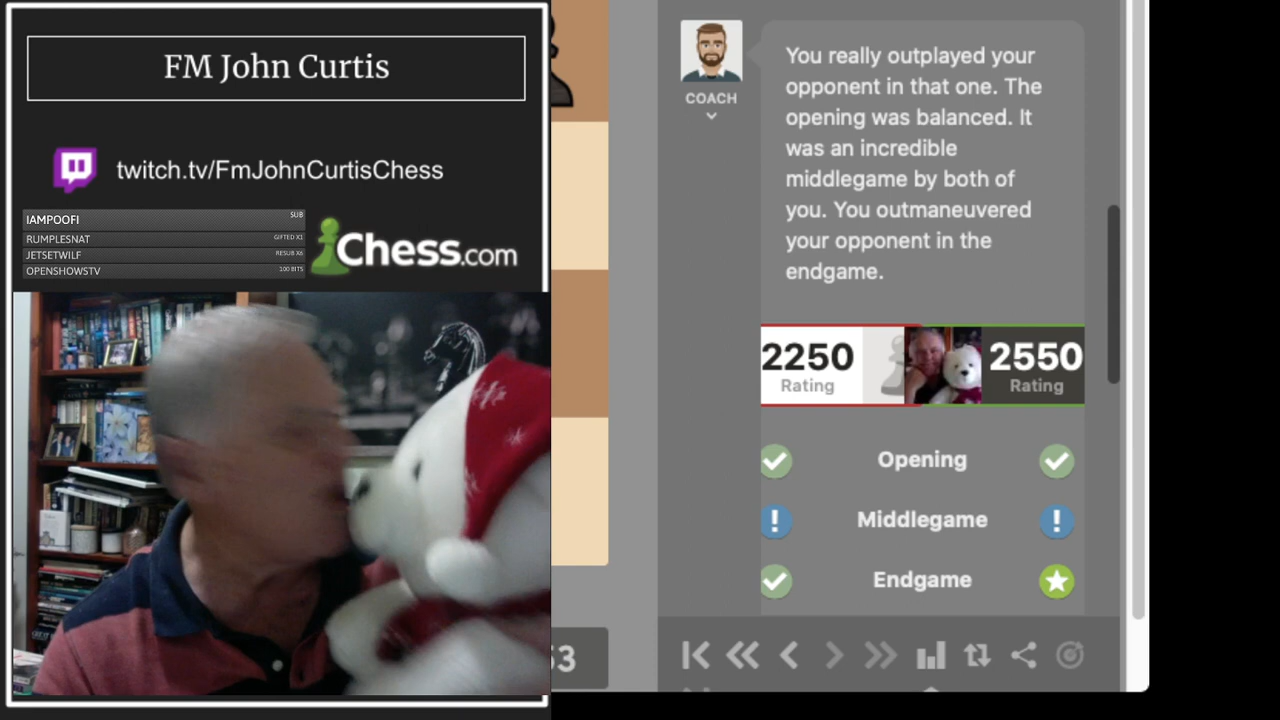 FM John Curtis
twitch.tv/FmJohnCurtisChess
IAMPOOFI SUB
RUMPLESNAT GIFTED X1
JETSETWILF RESUB X6
OPENSHOWSTV 100 BITS
Chess.com
COACH
You really outplayed your
opponent in that one. The
opening was balanced. It
was an incredible
middlegame by both of
you. You outmaneuvered
your opponent in the
endgame.
2250 2550
Rating Rating
Opening
Middlegame
Endgame